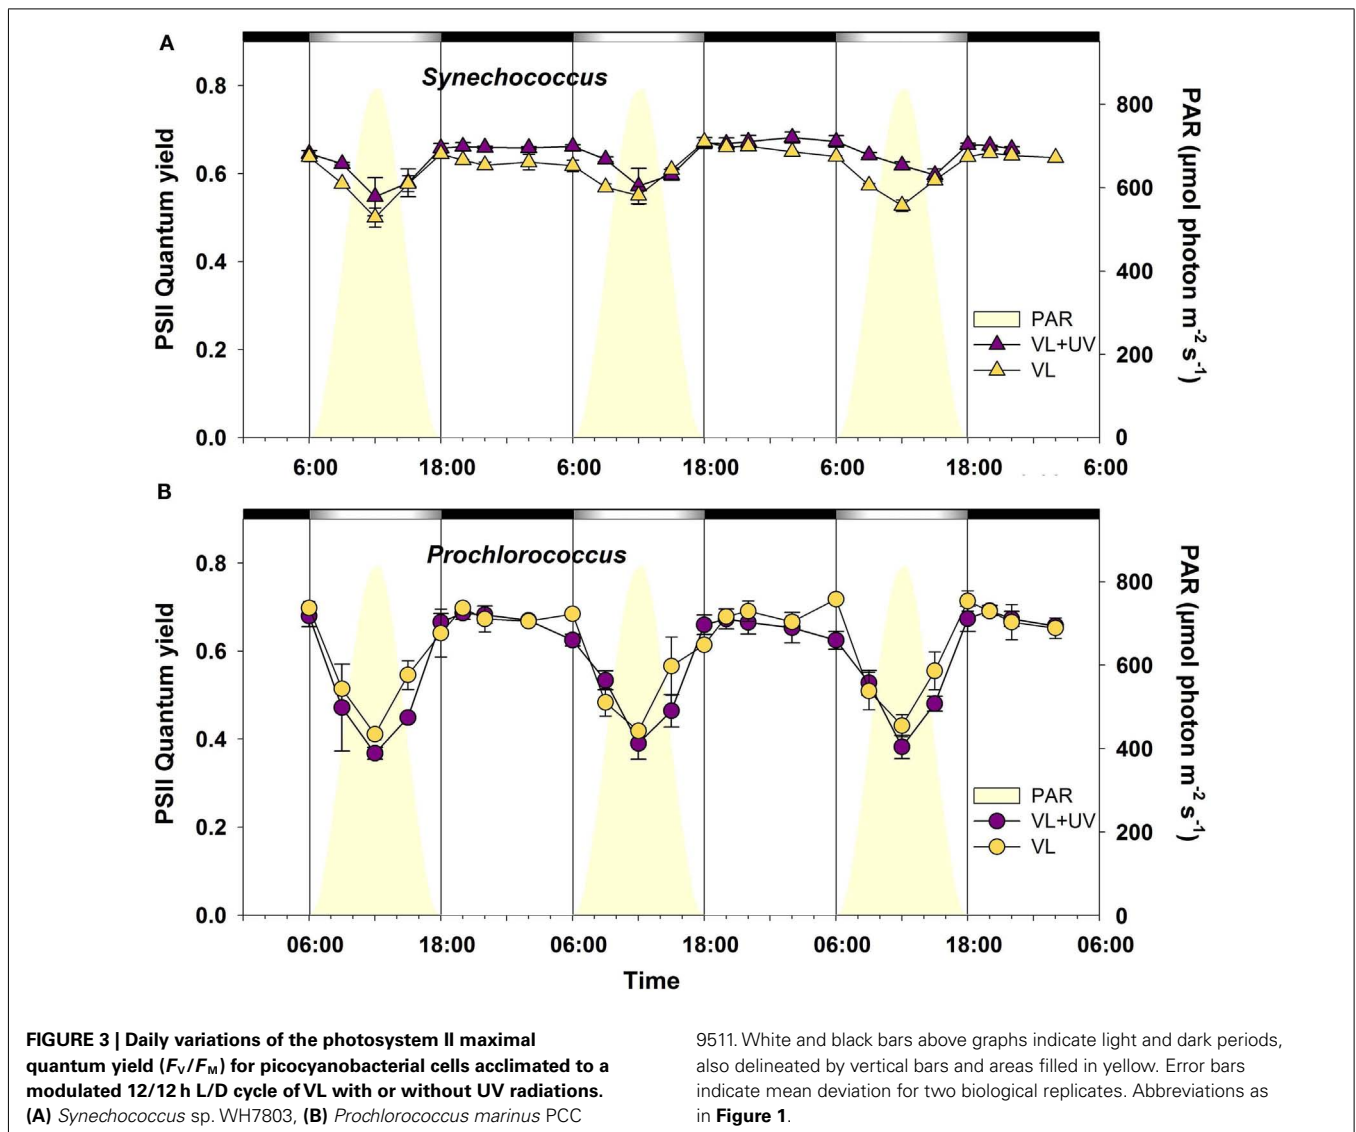 A
Synechococcus
0.8
0.6
0.4
0.2
0.0
PSII Quantum yield
800
600
400
200
0
PAR (µmol photon m⁻² s⁻¹)
PAR
VL+UV
VL
6:00 18:00 6:00 18:00 6:00 18:00 6:00
B
Prochlorococcus
0.8
0.6
0.4
0.2
0.0
PSII Quantum yield
800
600
400
200
0
PAR (µmol photon m⁻² s⁻¹)
PAR
VL+UV
VL
06:00 18:00 06:00 18:00 06:00 18:00 06:00
Time
FIGURE 3 | Daily variations of the photosystem II maximal
quantum yield (Fᵥ/Fₘ) for picocyanobacterial cells acclimated to a
modulated 12/12 h L/D cycle of VL with or without UV radiations.
(A) Synechococcus sp. WH7803, (B) Prochlorococcus marinus PCC
9511. White and black bars above graphs indicate light and dark periods,
also delineated by vertical bars and areas filled in yellow. Error bars
indicate mean deviation for two biological replicates. Abbreviations as
in Figure 1.